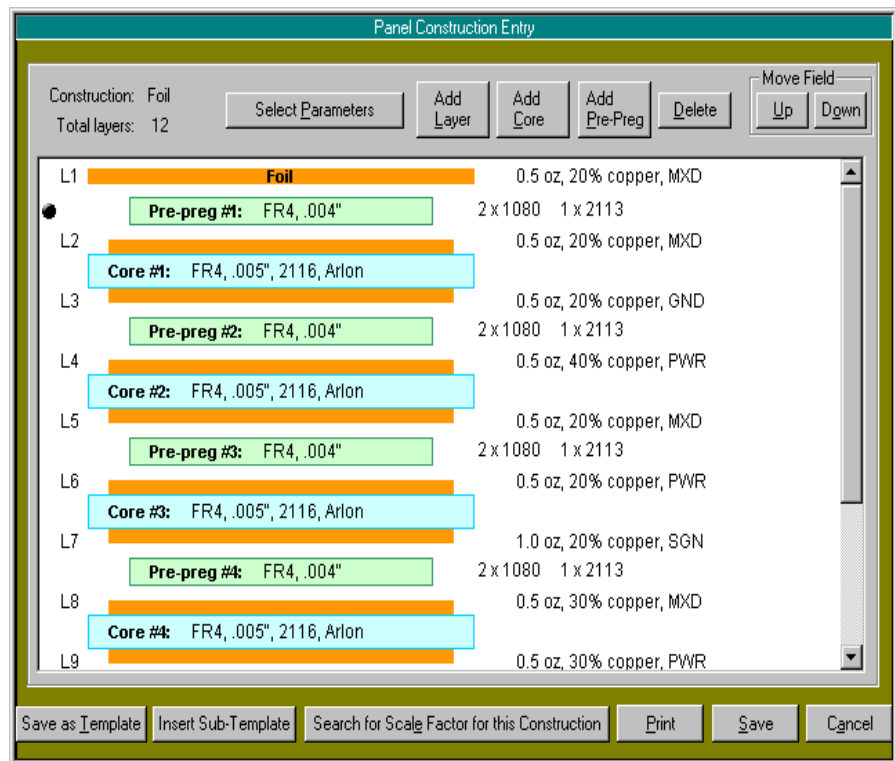 Panel Construction Entry
Construction: Foil
Total layers: 12
Select Parameters
Add Layer
Add Core
Add Pre-Preg
Delete
Move Field
Up
Down
L1 Foil 0.5 oz, 20% copper, MXD
Pre-preg #1: FR4, .004" 2 x 1080 1 x 2113
L2 0.5 oz, 20% copper, MXD
Core #1: FR4, .005", 2116, Arlon
L3 0.5 oz, 20% copper, GND
Pre-preg #2: FR4, .004" 2 x 1080 1 x 2113
L4 0.5 oz, 40% copper, PWR
Core #2: FR4, .005", 2116, Arlon
L5 0.5 oz, 20% copper, MXD
Pre-preg #3: FR4, .004" 2 x 1080 1 x 2113
L6 0.5 oz, 20% copper, PWR
Core #3: FR4, .005", 2116, Arlon
L7 1.0 oz, 20% copper, SGN
Pre-preg #4: FR4, .004" 2 x 1080 1 x 2113
L8 0.5 oz, 30% copper, MXD
Core #4: FR4, .005", 2116, Arlon
L9 0.5 oz, 30% copper, PWR
Save as Template
Insert Sub-Template
Search for Scale Factor for this Construction
Print
Save
Cancel